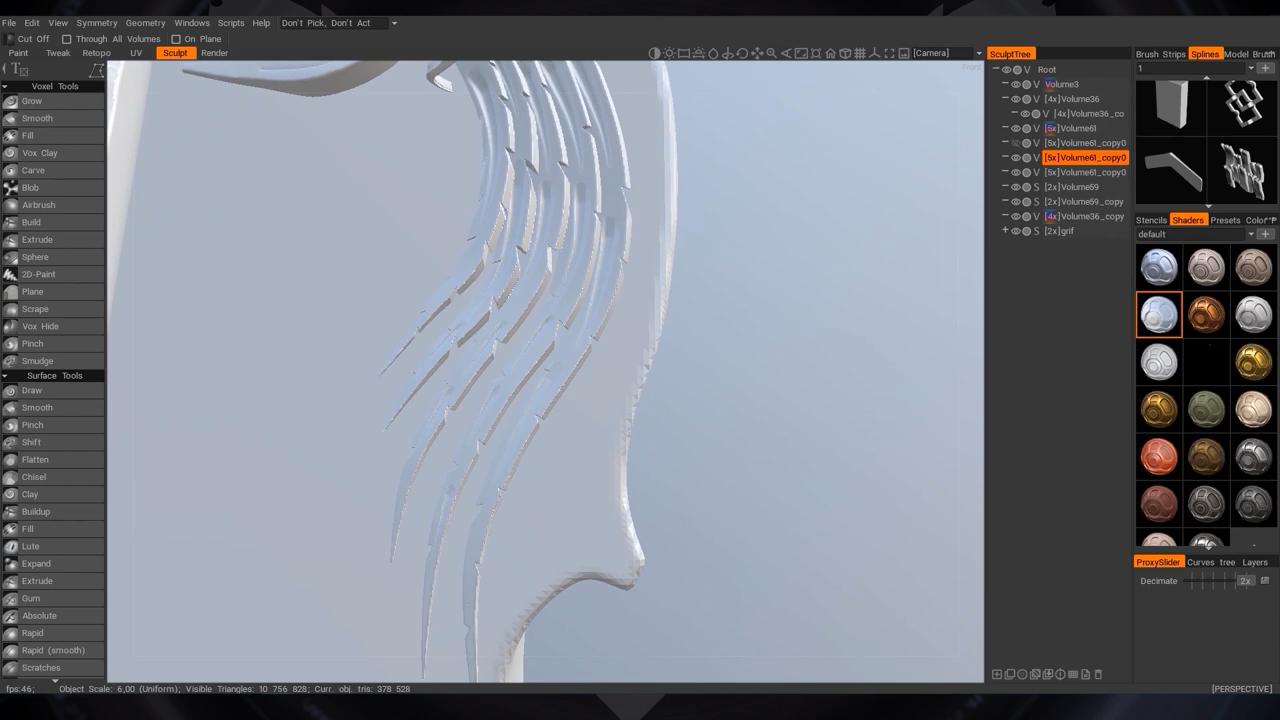 File Edit View Symmetry Geometry Windows Scripts Help Don't Pick, Don't Act
Cut Off Through All Volumes On Plane
Paint Tweak Retopo UV Sculpt Render [Camera]
Front
Voxel Tools
Grow
Smooth
Fill
Vox Clay
Carve
Blob
Airbrush
Build
Extrude
Sphere
2D-Paint
Plane
Scrape
Vox Hide
Pinch
Smudge
Surface Tools
Draw
Smooth
Pinch
Shift
Flatten
Chisel
Clay
Buildup
Fill
Lute
Expand
Extrude
Gum
Absolute
Rapid
Rapid (smooth)
Scratches
SculptTree
Root
V Volume3
V [4x]Volume36
V [4x]Volume36_co
V [5x]Volume61
V [5x]Volume61_copy0
V [5x]Volume61_copy0
V [5x]Volume61_copy0
S [2x]Volume59
S [2x]Volume59_copy
V [4x]Volume36_copy
S [2x]grif
Brush Strips Splines Model Brush
1
Stencils Shaders Presets Color
default
ProxySlider Curves tree Layers
Decimate 2x
fps:46; Object Scale: 6,00 (Uniform); Visible Triangles: 10 756 828; Curr. obj. tris: 378 528
[PERSPECTIVE]